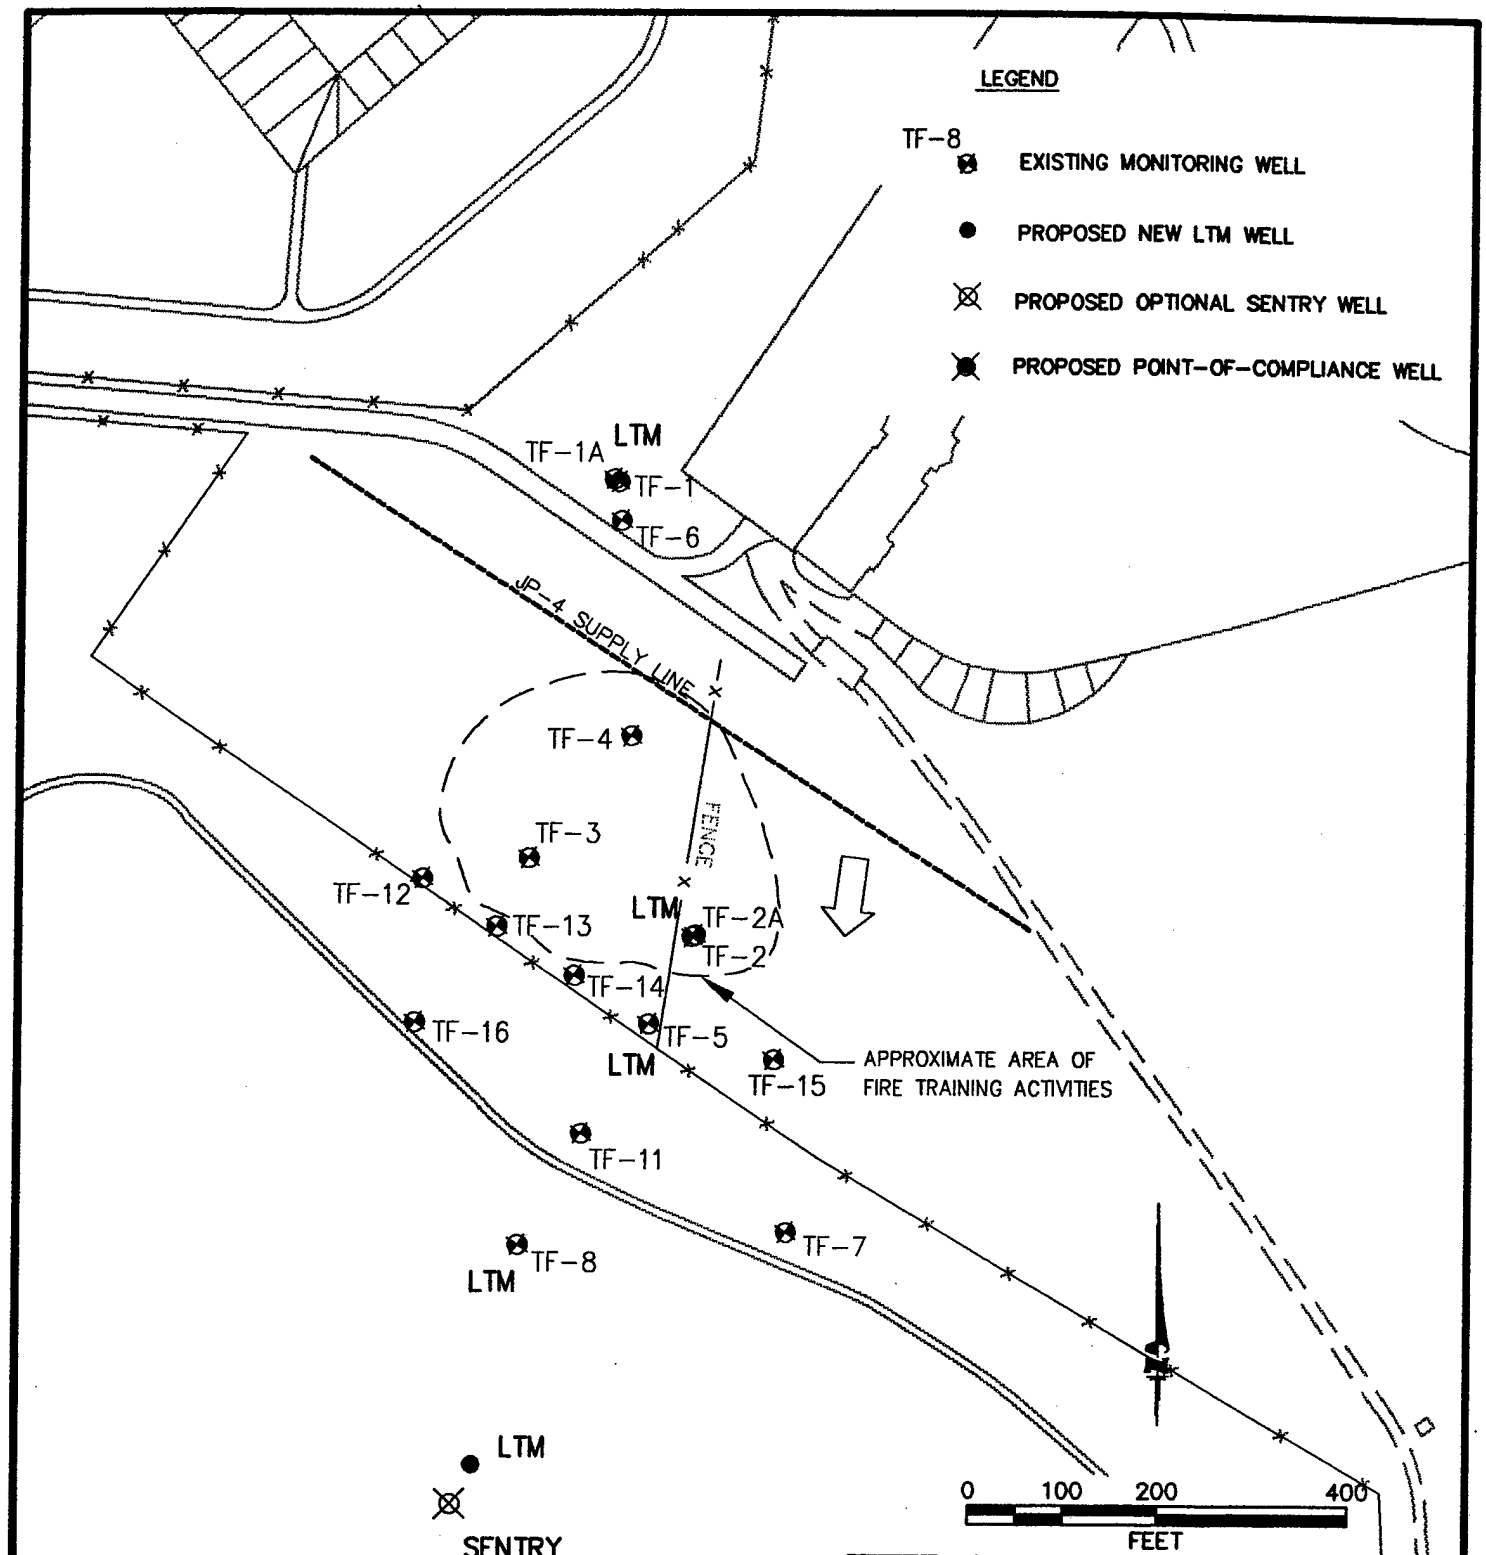 LEGEND
TF-8
EXISTING MONITORING WELL
PROPOSED NEW LTM WELL
PROPOSED OPTIONAL SENTRY WELL
PROPOSED POINT-OF-COMPLIANCE WELL
LTM
TF-1A
TF-1
TF-6
JP-4 SUPPLY LINE
TF-4
FENCE
TF-3
TF-12
LTM
TF-2A
TF-13
TF-2
TF-14
TF-16
TF-5
LTM
APPROXIMATE AREA OF
FIRE TRAINING ACTIVITIES
TF-15
TF-11
TF-7
TF-8
LTM
LTM
0 100 200 400
FEET
SENTRY